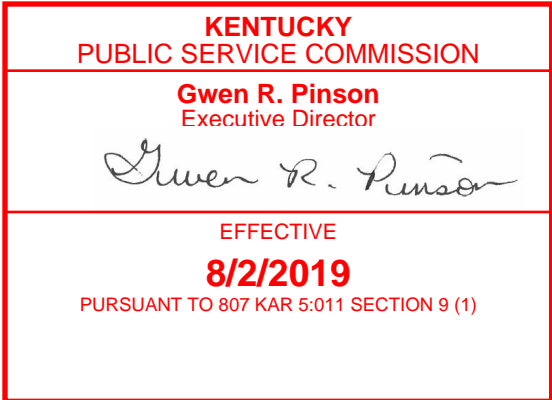 KENTUCKY
PUBLIC SERVICE COMMISSION
Gwen R. Pinson
Executive Director
Gwen R. Pinson
EFFECTIVE
8/2/2019
PURSUANT TO 807 KAR 5:011 SECTION 9 (1)